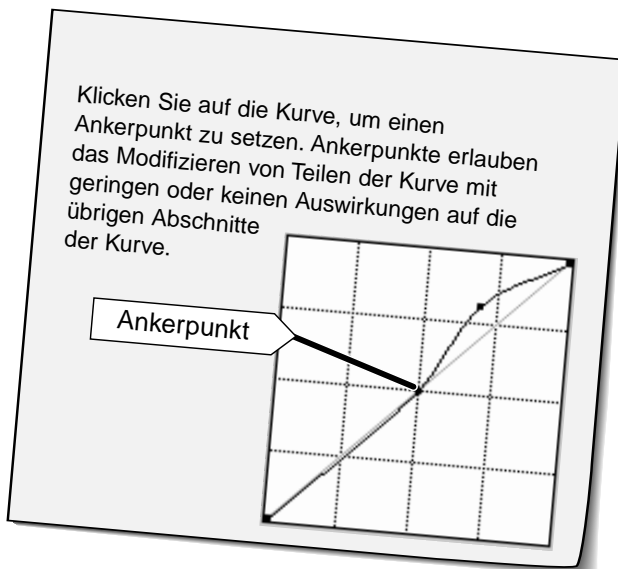 Klicken Sie auf die Kurve, um einen
Ankerpunkt zu setzen. Ankerpunkte erlauben
das Modifizieren von Teilen der Kurve mit
geringen oder keinen Auswirkungen auf die
übrigen Abschnitte
der Kurve.
Ankerpunkt